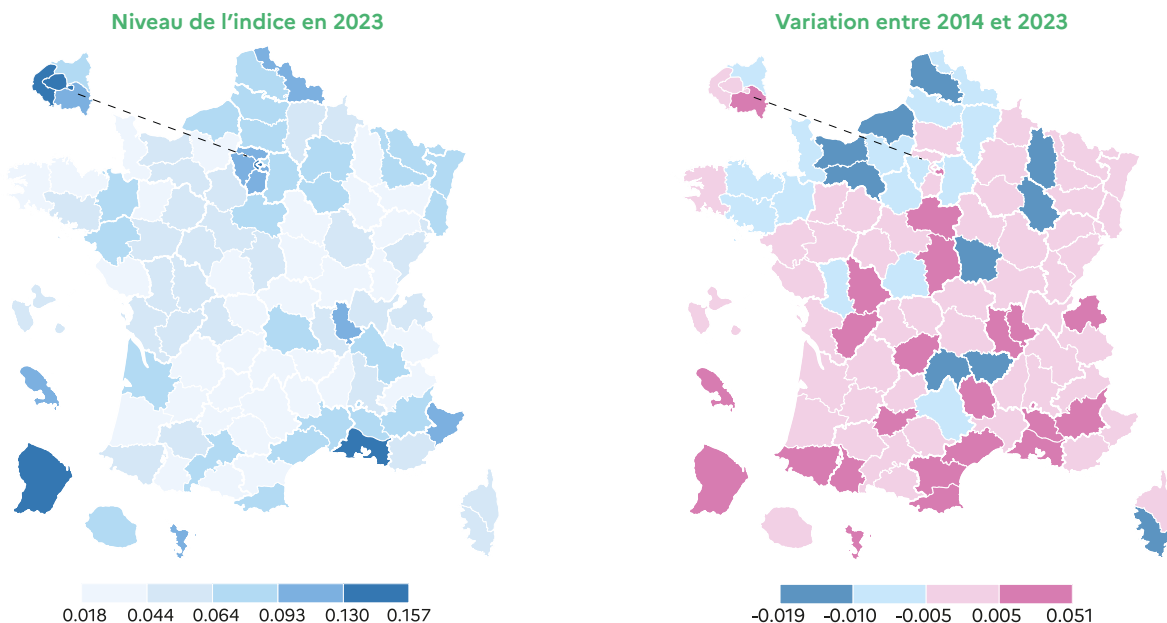 Niveau de l'indice en 2023
Variation entre 2014 et 2023
0.018 0.044 0.064 0.093 0.130 0.157
-0.019 -0.010 -0.005 0.005 0.051